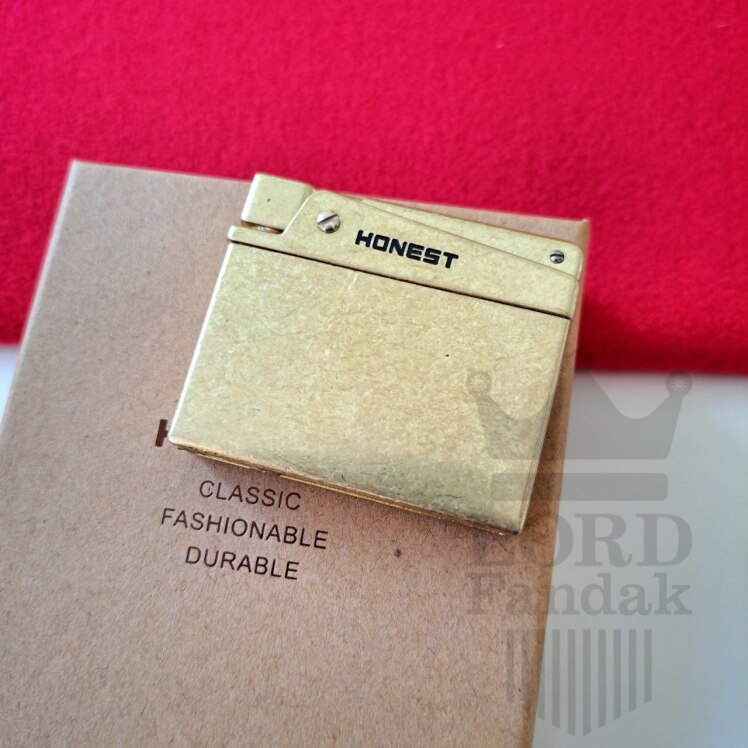 HONEST
H
CLASSIC
FASHIONABLE
DURABLE
LORD
Fandak